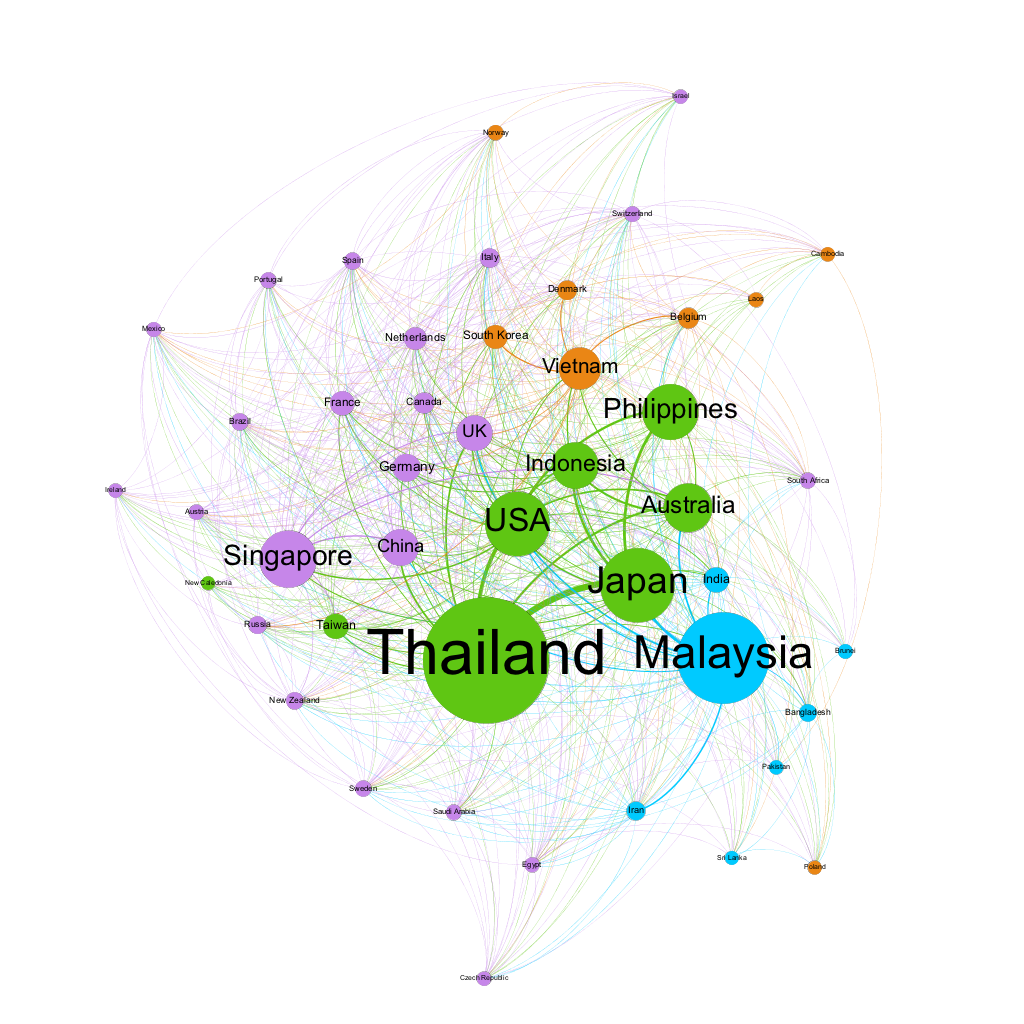 Israel
Norway
Switzerland
Cambodia
Italy
Spain
Portugal
Denmark
Laos
Belgium
Mexico
South Korea
Netherlands
Vietnam
France
Canada
Philippines
Brazil
UK
Germany
Indonesia
South Africa
Ireland
Australia
Austria
USA
China
Singapore
India
Japan
New Caledonia
Russia
Taiwan
Thailand
Malaysia
Brunei
New Zealand
Bangladesh
Pakistan
Sweden
Saudi Arabia
Iran
Sri Lanka
Egypt
Poland
Czech Republic